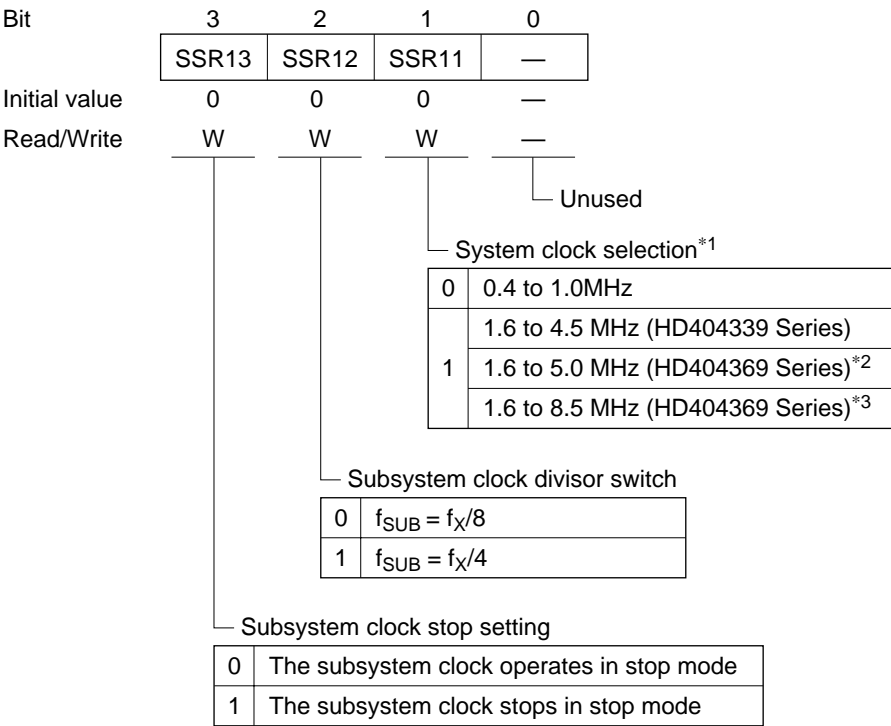 Bit 3 2 1 0
SSR13 SSR12 SSR11 —
Initial value 0 0 0 —
Read/Write W W W —
Unused
System clock selection*1
0 0.4 to 1.0MHz
1.6 to 4.5 MHz (HD404339 Series)
1 1.6 to 5.0 MHz (HD404369 Series)*2
1.6 to 8.5 MHz (HD404369 Series)*3
Subsystem clock divisor switch
0 fSUB = fX/8
1 fSUB = fX/4
Subsystem clock stop setting
0 The subsystem clock operates in stop mode
1 The subsystem clock stops in stop mode